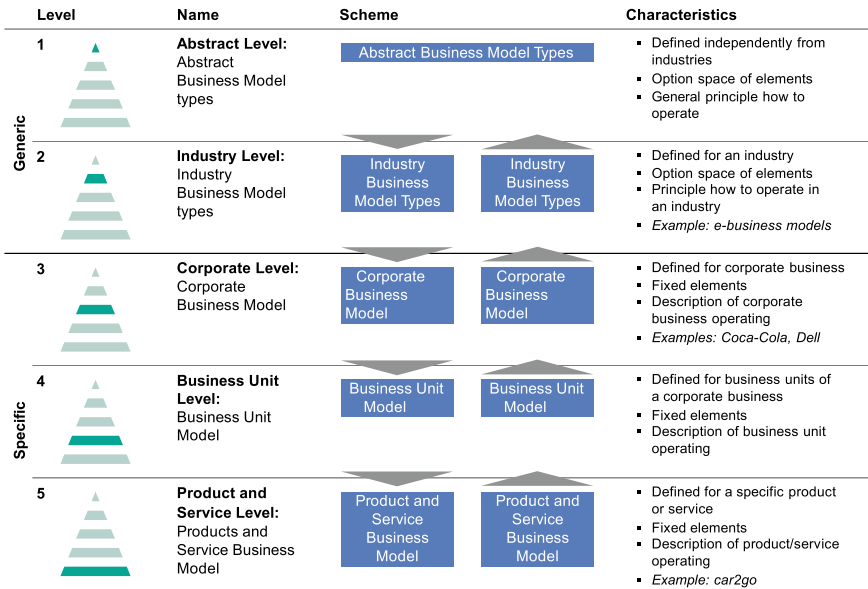 Level Name Scheme Characteristics
Generic
1
Abstract Level:
Abstract
Business Model
types
Abstract Business Model Types
▪ Defined independently from
industries
▪ Option space of elements
▪ General principle how to
operate
2
Industry Level:
Industry
Business Model
types
Industry
Business
Model Types
Industry
Business
Model Types
▪ Defined for an industry
▪ Option space of elements
▪ Principle how to operate in
an industry
▪ Example: e-business models
Specific
3
Corporate Level:
Corporate
Business Model
Corporate
Business
Model
Corporate
Business
Model
▪ Defined for corporate business
▪ Fixed elements
▪ Description of corporate
business operating
▪ Examples: Coca-Cola, Dell
4
Business Unit
Level:
Business Unit
Model
Business Unit
Model
Business Unit
Model
▪ Defined for business units of
a corporate business
▪ Fixed elements
▪ Description of business unit
operating
5
Product and
Service Level:
Products and
Service Business
Model
Product and
Service
Business
Model
Product and
Service
Business
Model
▪ Defined for a specific product
or service
▪ Fixed elements
▪ Description of product/service
operating
▪ Example: car2go